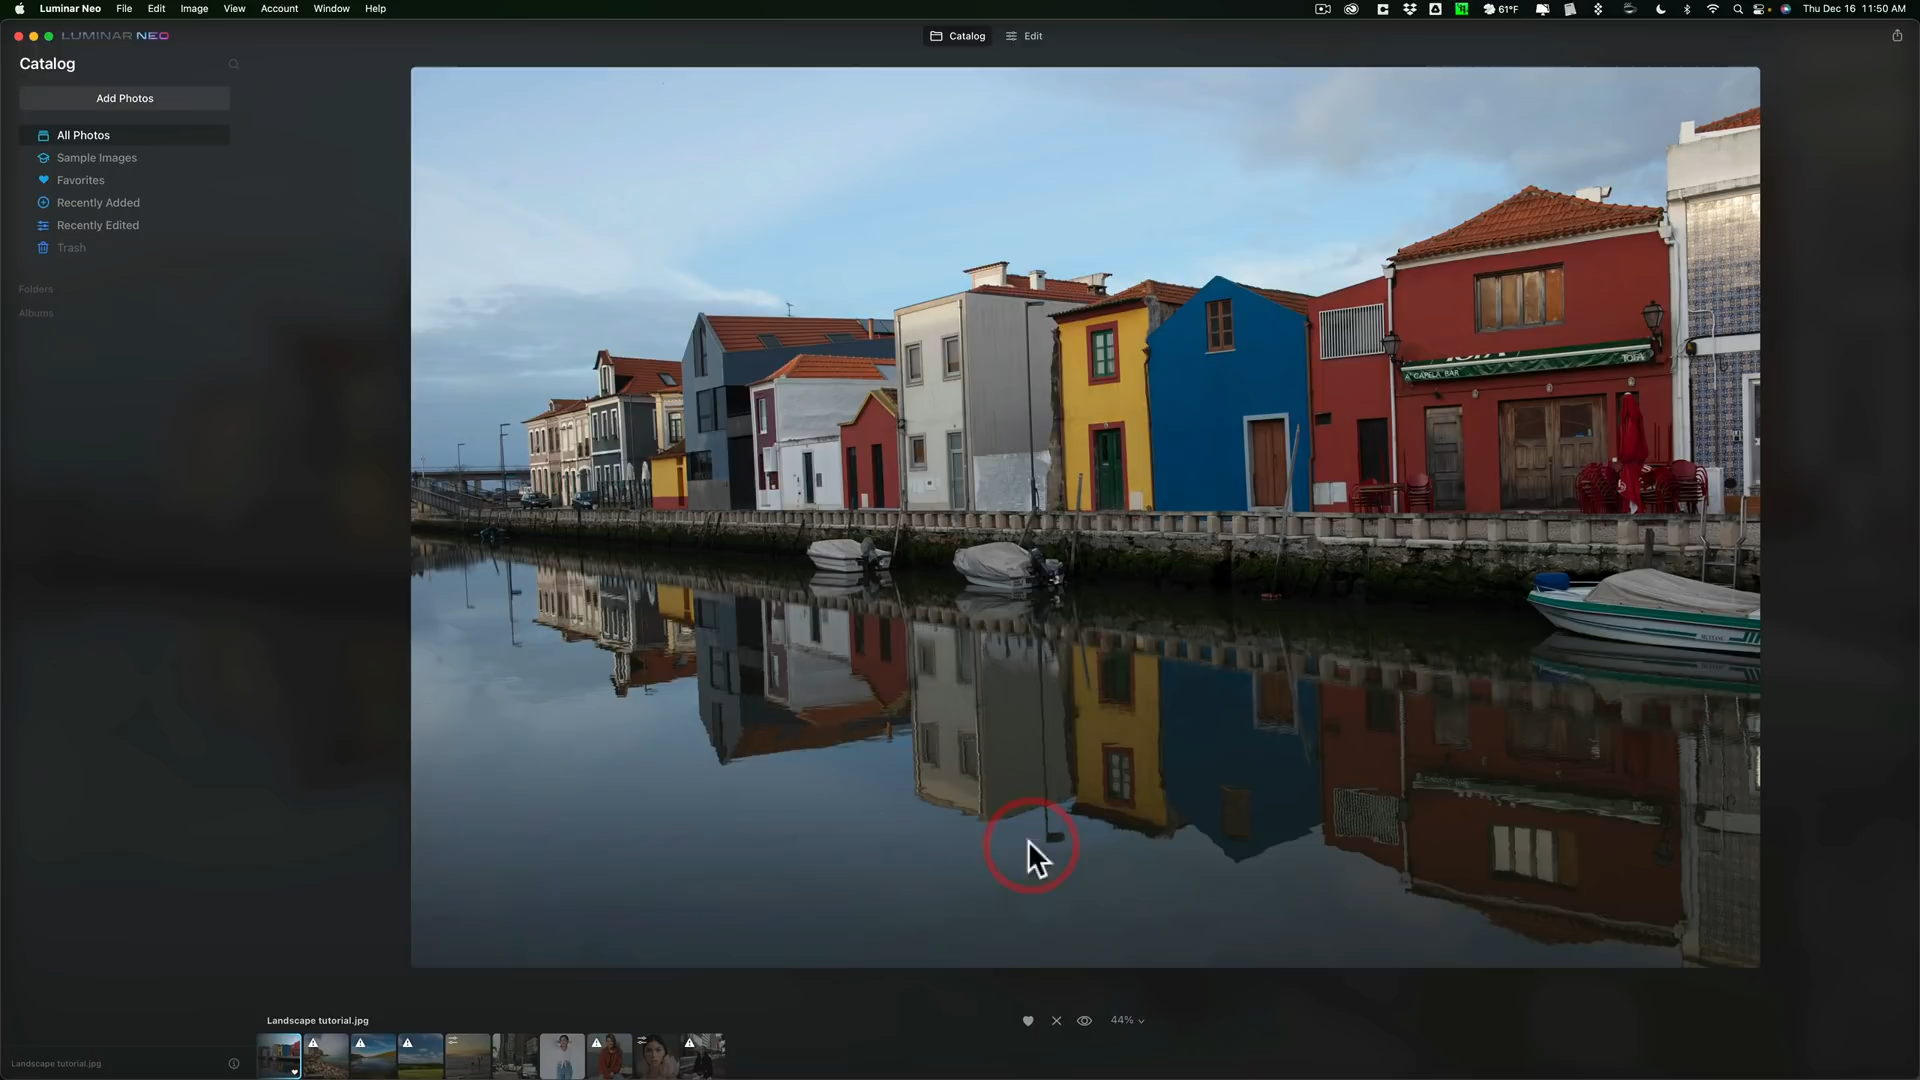 Luminar Neo File Edit Image View Account Window Help 61°F Thu Dec 16 11:50 AM
LUMINAR NEO
Catalog Edit
Catalog
Add Photos
All Photos
Sample Images
Favorites
Recently Added
Recently Edited
Trash
Folders
Albums
TOFA
A CAPELA BAR
Landscape tutorial.jpg
44%
Landscape tutorial.jpg